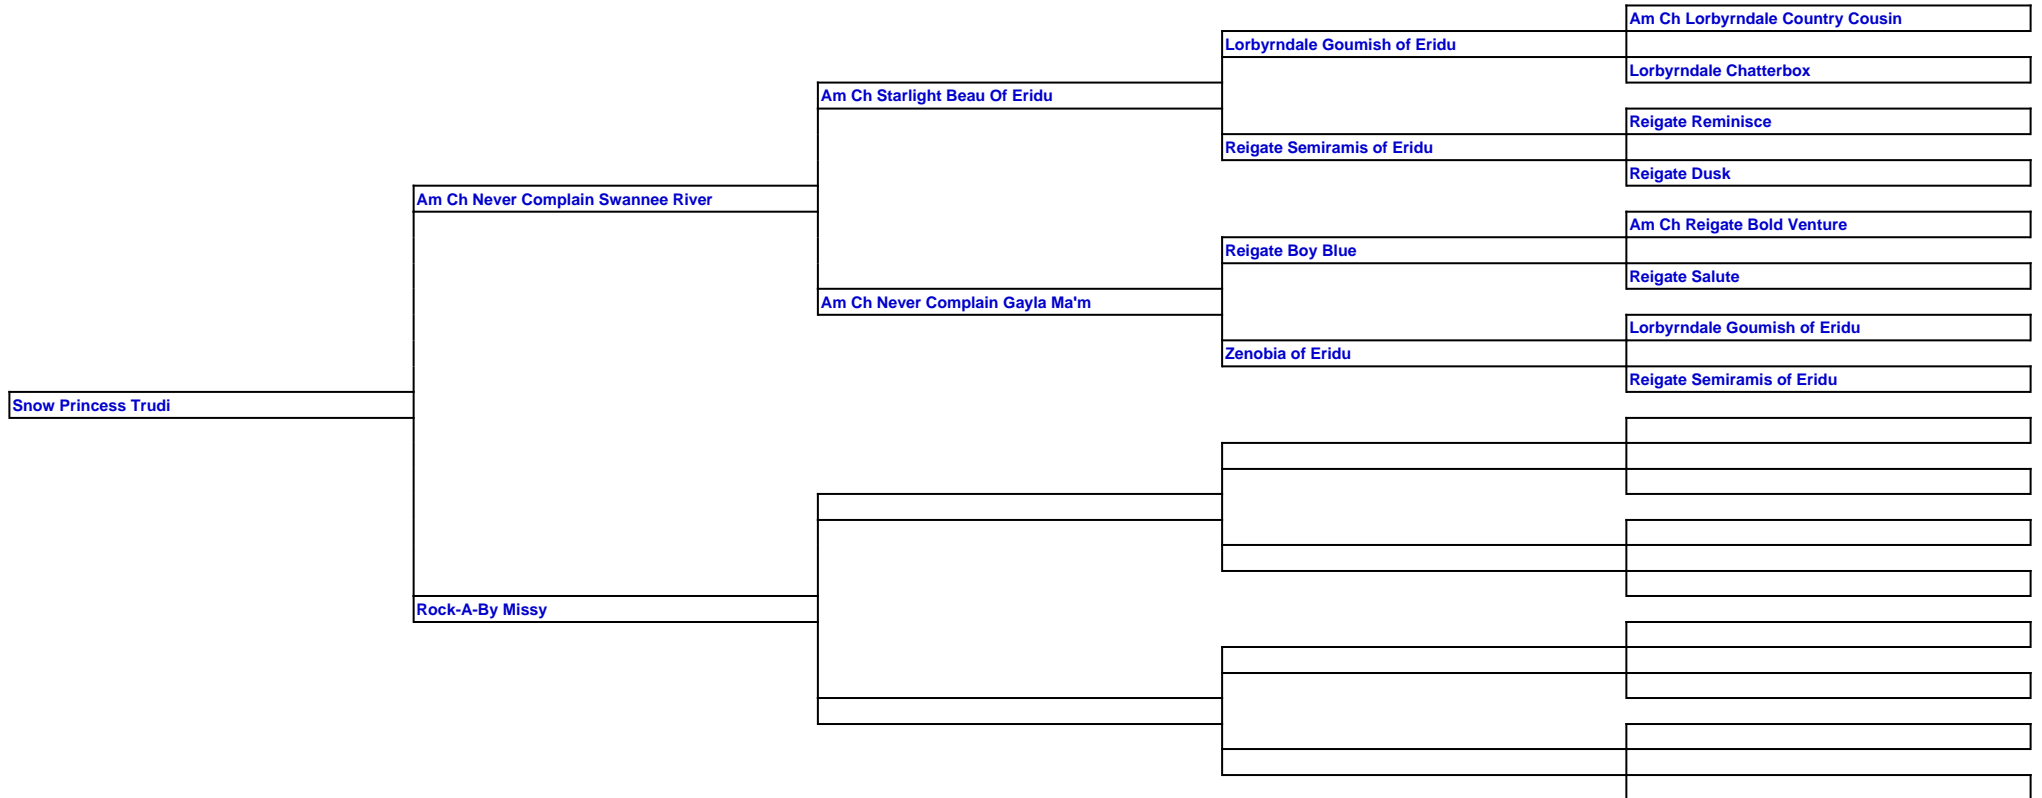 Am Ch Lorbyrndale Country Cousin
Lorbyrndale Goumish of Eridu
Lorbyrndale Chatterbox
Am Ch Starlight Beau Of Eridu
Reigate Reminisce
Reigate Semiramis of Eridu
Reigate Dusk
Am Ch Never Complain Swannee River
Am Ch Reigate Bold Venture
Reigate Boy Blue
Reigate Salute
Am Ch Never Complain Gayla Ma'm
Lorbyrndale Goumish of Eridu
Zenobia of Eridu
Reigate Semiramis of Eridu
Snow Princess Trudi
Rock-A-By Missy